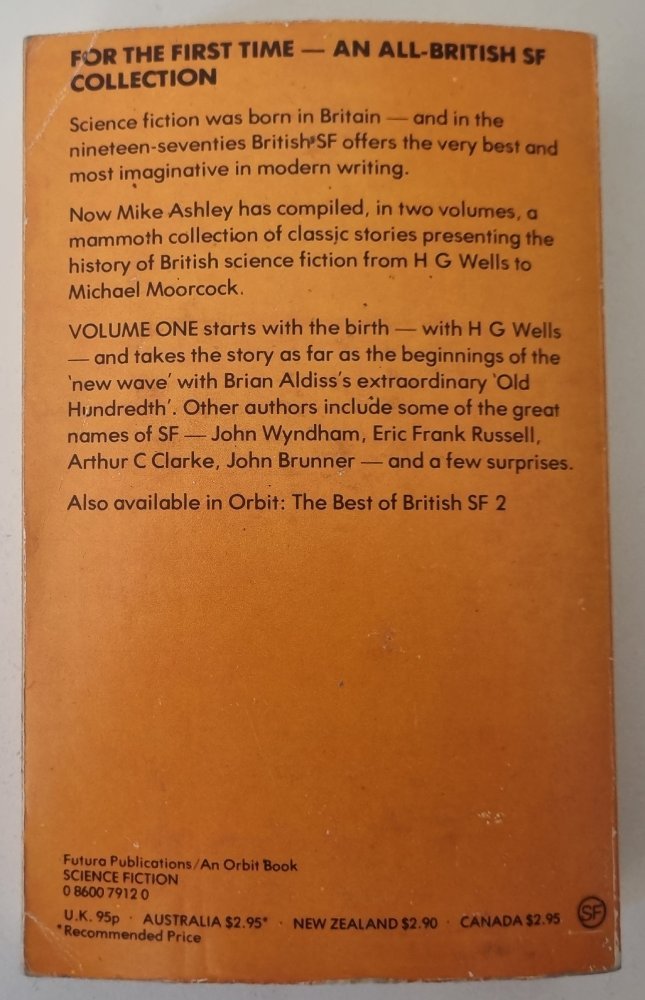 FOR THE FIRST TIME — AN ALL-BRITISH SF
COLLECTION
Science fiction was born in Britain — and in the
nineteen-seventies British SF offers the very best and
most imaginative in modern writing.
Now Mike Ashley has compiled, in two volumes, a
mammoth collection of classic stories presenting the
history of British science fiction from H G Wells to
Michael Moorcock.
VOLUME ONE starts with the birth — with H G Wells
— and takes the story as far as the beginnings of the
'new wave' with Brian Aldiss's extraordinary 'Old
Hundredth'. Other authors include some of the great
names of SF — John Wyndham, Eric Frank Russell,
Arthur C Clarke, John Brunner — and a few surprises.
Also available in Orbit: The Best of British SF 2
Futura Publications/An Orbit Book
SCIENCE FICTION
0 8600 7912 0
U.K. 95p · AUSTRALIA $2.95* · NEW ZEALAND $2.90 · CANADA $2.95
*Recommended Price
SF